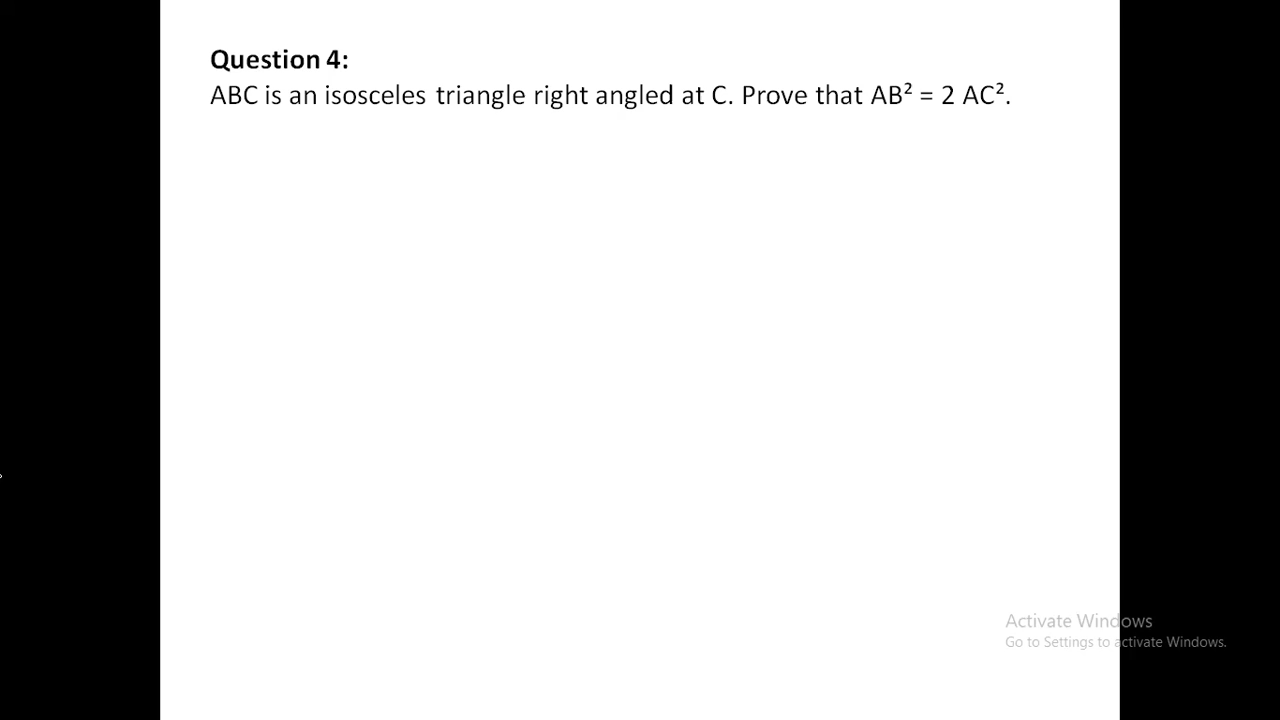 Question 4:
ABC is an isosceles triangle right angled at C. Prove that AB² = 2 AC².
Activate Windows
Go to Settings to activate Windows.